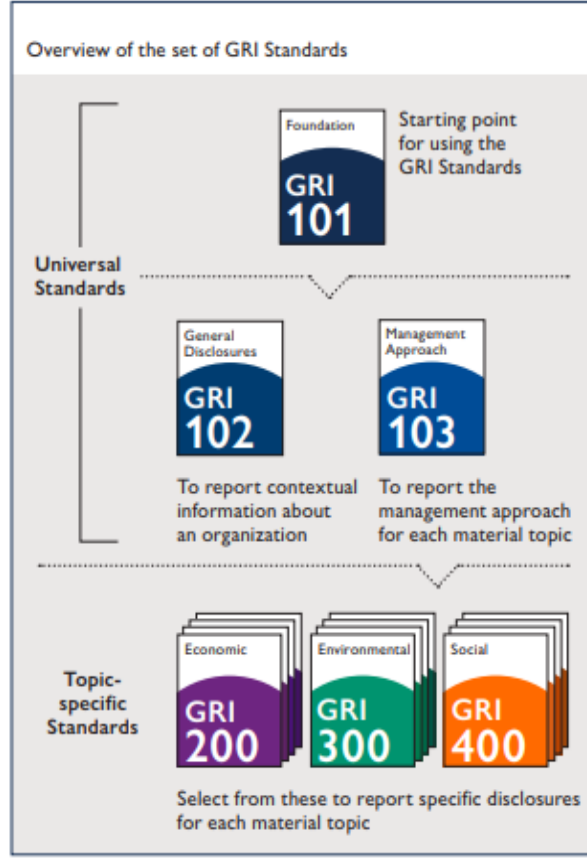 Overview of the set of GRI Standards
Foundation
GRI
101
Starting point
for using the
GRI Standards
Universal
Standards
General
Disclosures
GRI
102
Management
Approach
GRI
103
To report contextual
information about
an organization
To report the
management approach
for each material topic
Topic-
specific
Standards
Economic
GRI
200
Environmental
GRI
300
Social
GRI
400
Select from these to report specific disclosures
for each material topic